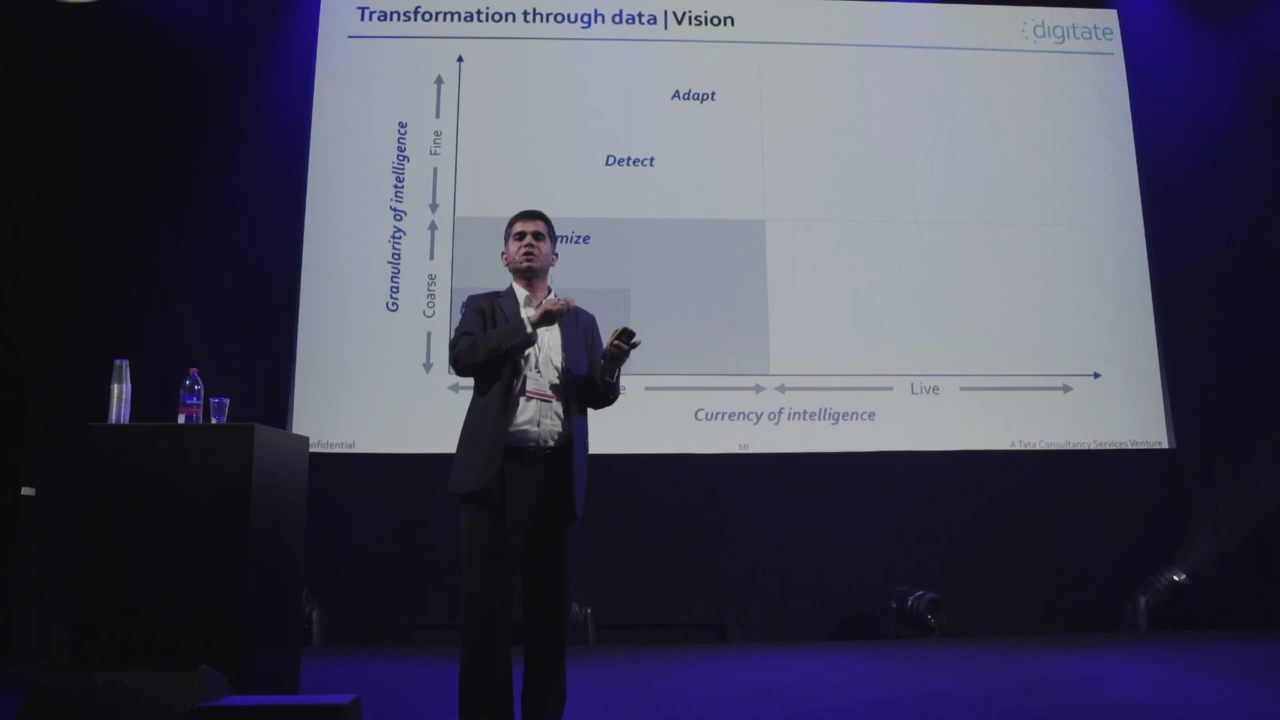 Transformation through data | Vision
digitate
Adapt
Fine
Detect
Granularity of intelligence
mize
Coarse
Live
Currency of intelligence
nfidential
10
A Tata Consultancy Services Venture